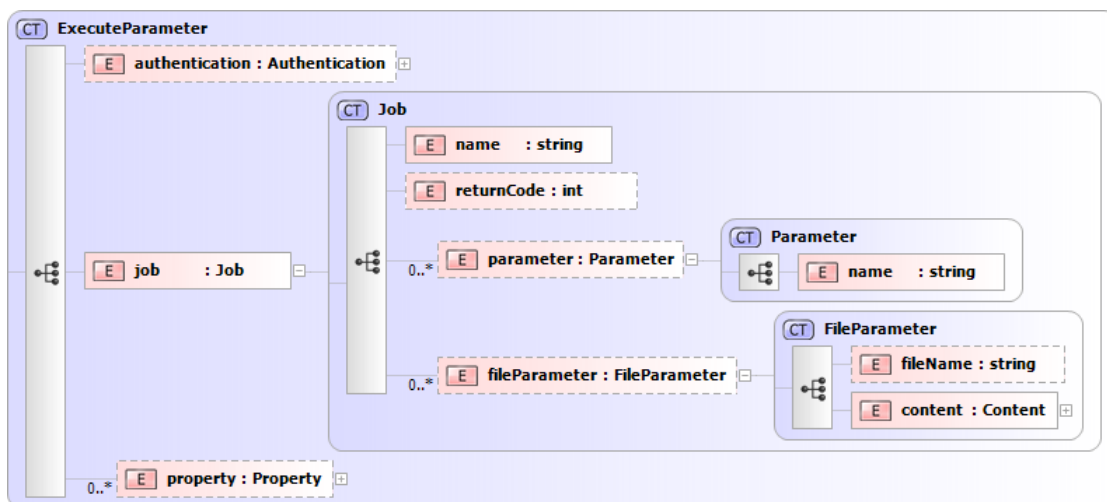 CT ExecuteParameter
E authentication : Authentication
CT Job
E name : string
E returnCode : int
CT Parameter
0..* E parameter : Parameter
E name : string
E job : Job
CT FileParameter
E fileName : string
0..* E fileParameter : FileParameter
E content : Content
0..* E property : Property